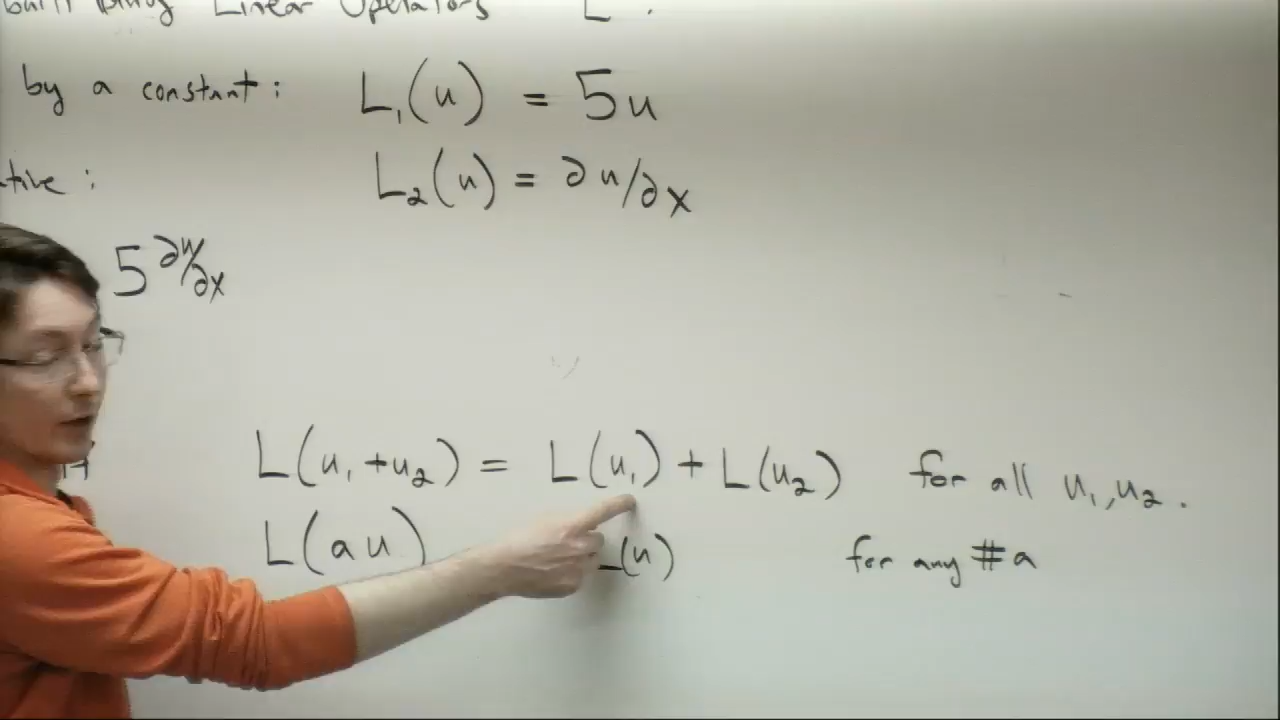 Linear Operators L.
by a constant: L₁(u) = 5u
L₂(u) = ∂u/∂x
5 ∂u/∂x
L(u₁+u₂) = L(u₁) + L(u₂) for all u₁,u₂.
L(au) L(u) for any #a